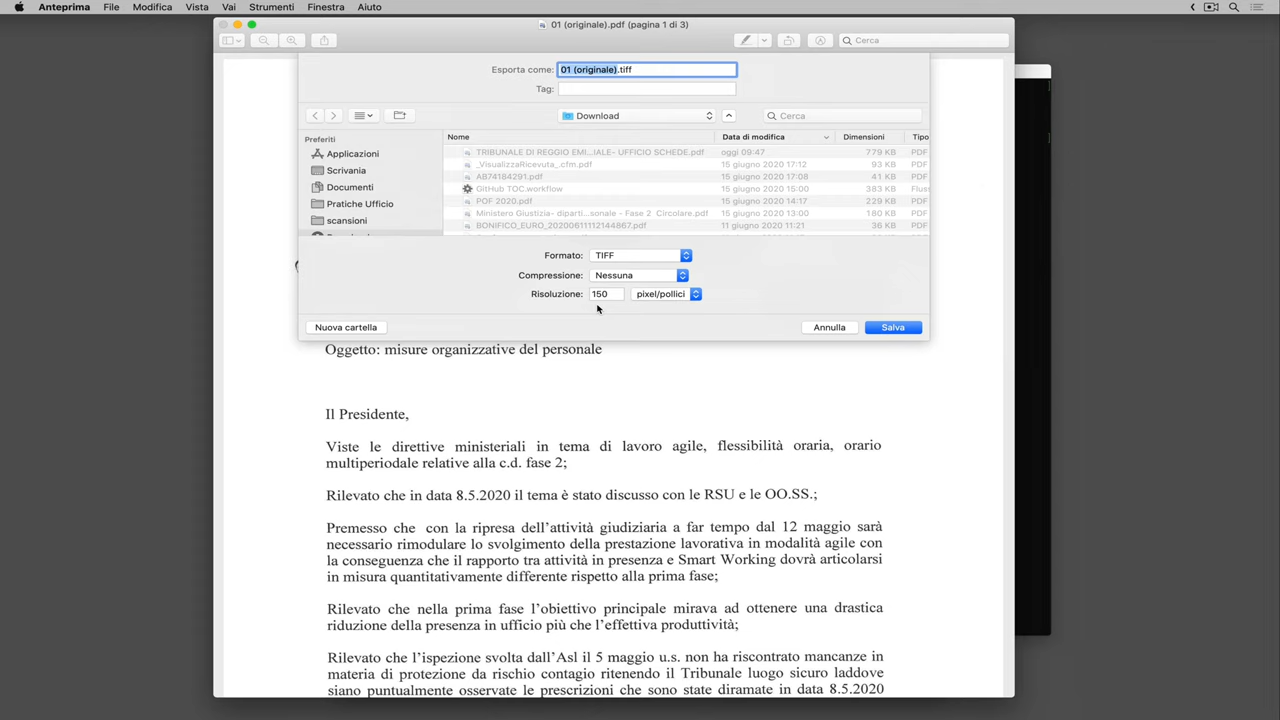 Anteprima File Modifica Vista Vai Strumenti Finestra Aiuto
01 (originale).pdf (pagina 1 di 3)
Cerca
Esporta come: 01 (originale).tiff
Tag:
Download
Cerca
Preferiti
Applicazioni
Scrivania
Documenti
Pratiche Ufficio
scansioni
Nome Data di modifica Dimensioni Tipo
TRIBUNALE DI REGGIO EMI...IALE- UFFICIO SCHEDE.pdf oggi 09:47 779 KB PDF
_VisualizzaRicevuta_.cfm.pdf 15 giugno 2020 17:12 93 KB PDF
AB74184291.pdf 15 giugno 2020 17:08 41 KB PDF
GitHub TOC.workflow 15 giugno 2020 15:00 383 KB Flus
POF 2020.pdf 15 giugno 2020 14:17 229 KB PDF
Ministero Giustizia- diparti...sonale - Fase 2 Circolare.pdf 15 giugno 2020 13:00 180 KB PDF
BONIFICO_EURO_20200611112144867.pdf 11 giugno 2020 11:21 36 KB PDF
Formato: TIFF
Compressione: Nessuna
Risoluzione: 150 pixel/pollici
Nuova cartella Annulla Salva
Oggetto: misure organizzative del personale
Il Presidente,
Viste le direttive ministeriali in tema di lavoro agile, flessibilità oraria, orario
multiperiodale relative alla c.d. fase 2;
Rilevato che in data 8.5.2020 il tema è stato discusso con le RSU e le OO.SS.;
Premesso che con la ripresa dell'attività giudiziaria a far tempo dal 12 maggio sarà
necessario rimodulare lo svolgimento della prestazione lavorativa in modalità agile con
la conseguenza che il rapporto tra attività in presenza e Smart Working dovrà articolarsi
in misura quantitativamente differente rispetto alla prima fase;
Rilevato che nella prima fase l'obiettivo principale mirava ad ottenere una drastica
riduzione della presenza in ufficio più che l'effettiva produttività;
Rilevato che l'ispezione svolta dall'Asl il 5 maggio u.s. non ha riscontrato mancanze in
materia di protezione da rischio contagio ritenendo il Tribunale luogo sicuro laddove
siano puntualmente osservate le prescrizioni che sono state diramate in data 8.5.2020